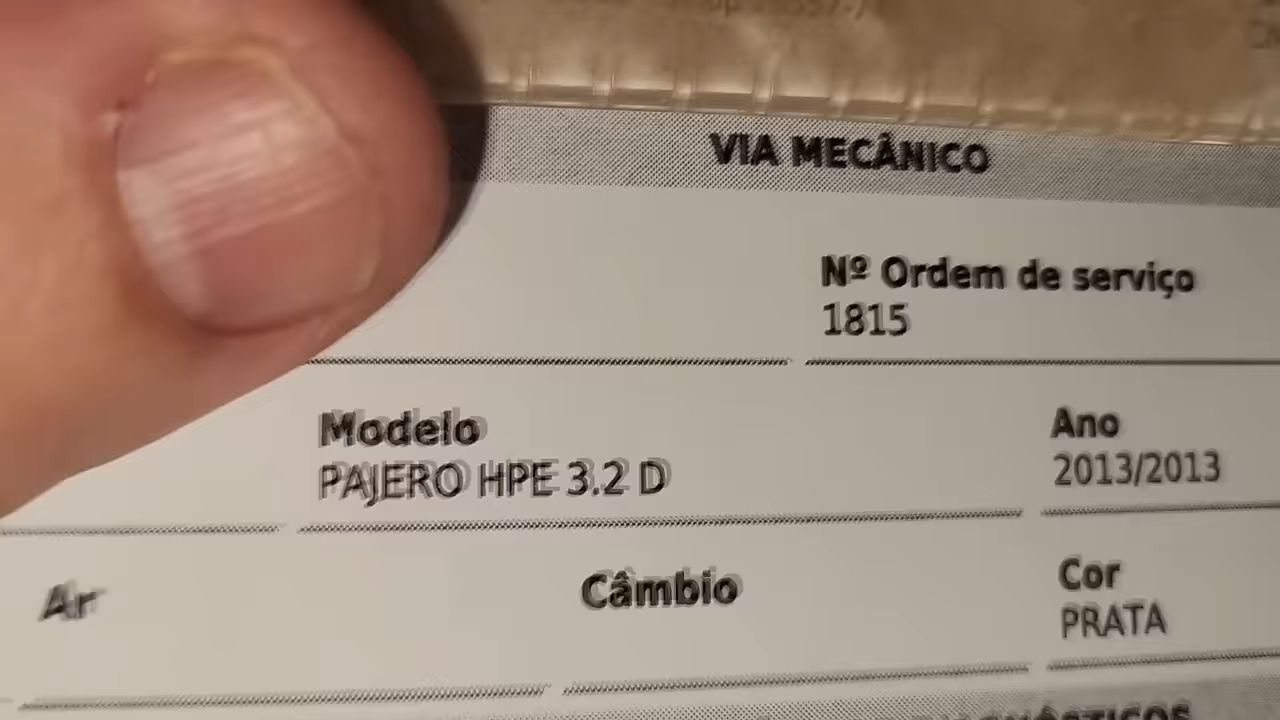 VIA MECÂNICO
Nº Ordem de serviço
1815
Modelo
PAJERO HPE 3.2 D
Ano
2013/2013
Ar
Câmbio
Cor
PRATA